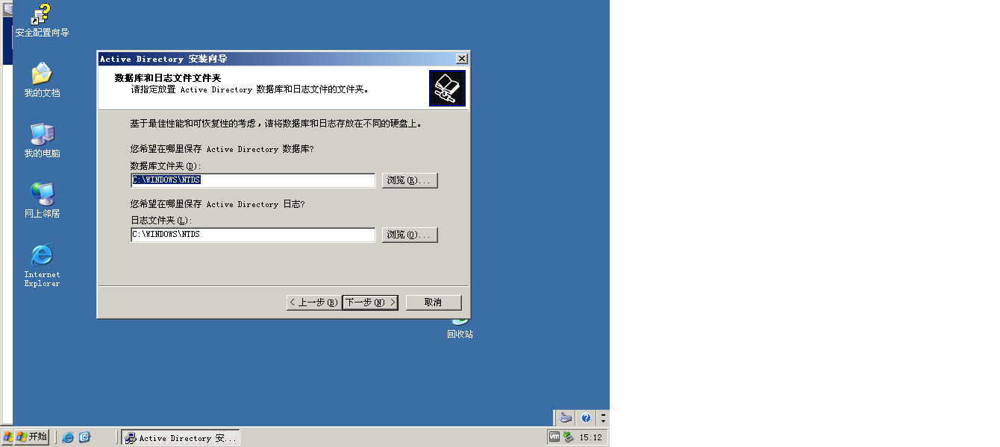 安全配置向导
我的文档
我的电脑
网上邻居
Internet
Explorer
Active Directory 安装向导
数据库和日志文件文件夹
请指定放置 Active Directory 数据库和日志文件的文件夹。
基于最佳性能和可恢复性的考虑，请将数据库和日志存放在不同的硬盘上。
您希望在哪里保存 Active Directory 数据库?
数据库文件夹(D):
C:\WINDOWS\NTDS
浏览(R)...
您希望在哪里保存 Active Directory 日志?
日志文件夹(L):
C:\WINDOWS\NTDS
浏览(O)...
< 上一步(B)
下一步(N) >
取消
回收站
开始
Active Directory 安...
vm
15:12